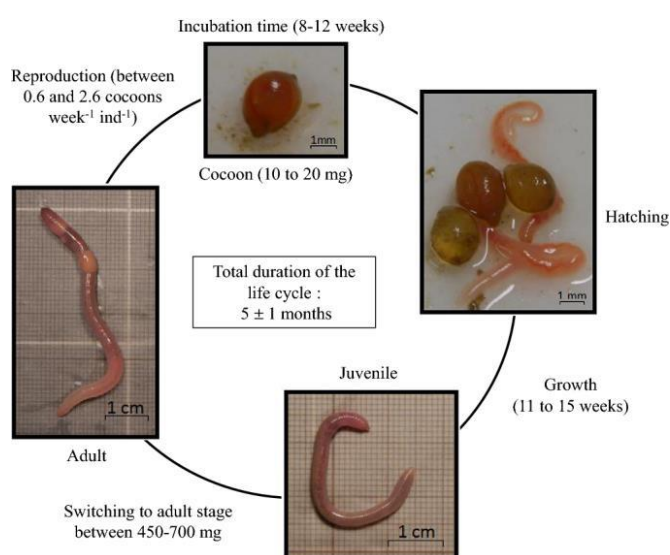 Incubation time (8-12 weeks)
Reproduction (between
0.6 and 2.6 cocoons
week⁻¹ ind⁻¹)
1mm
Cocoon (10 to 20 mg)
Hatching
1 mm
Total duration of the
life cycle :
5 ± 1 months
Juvenile
Growth
(11 to 15 weeks)
1 cm
Adult
Switching to adult stage
between 450-700 mg
1 cm